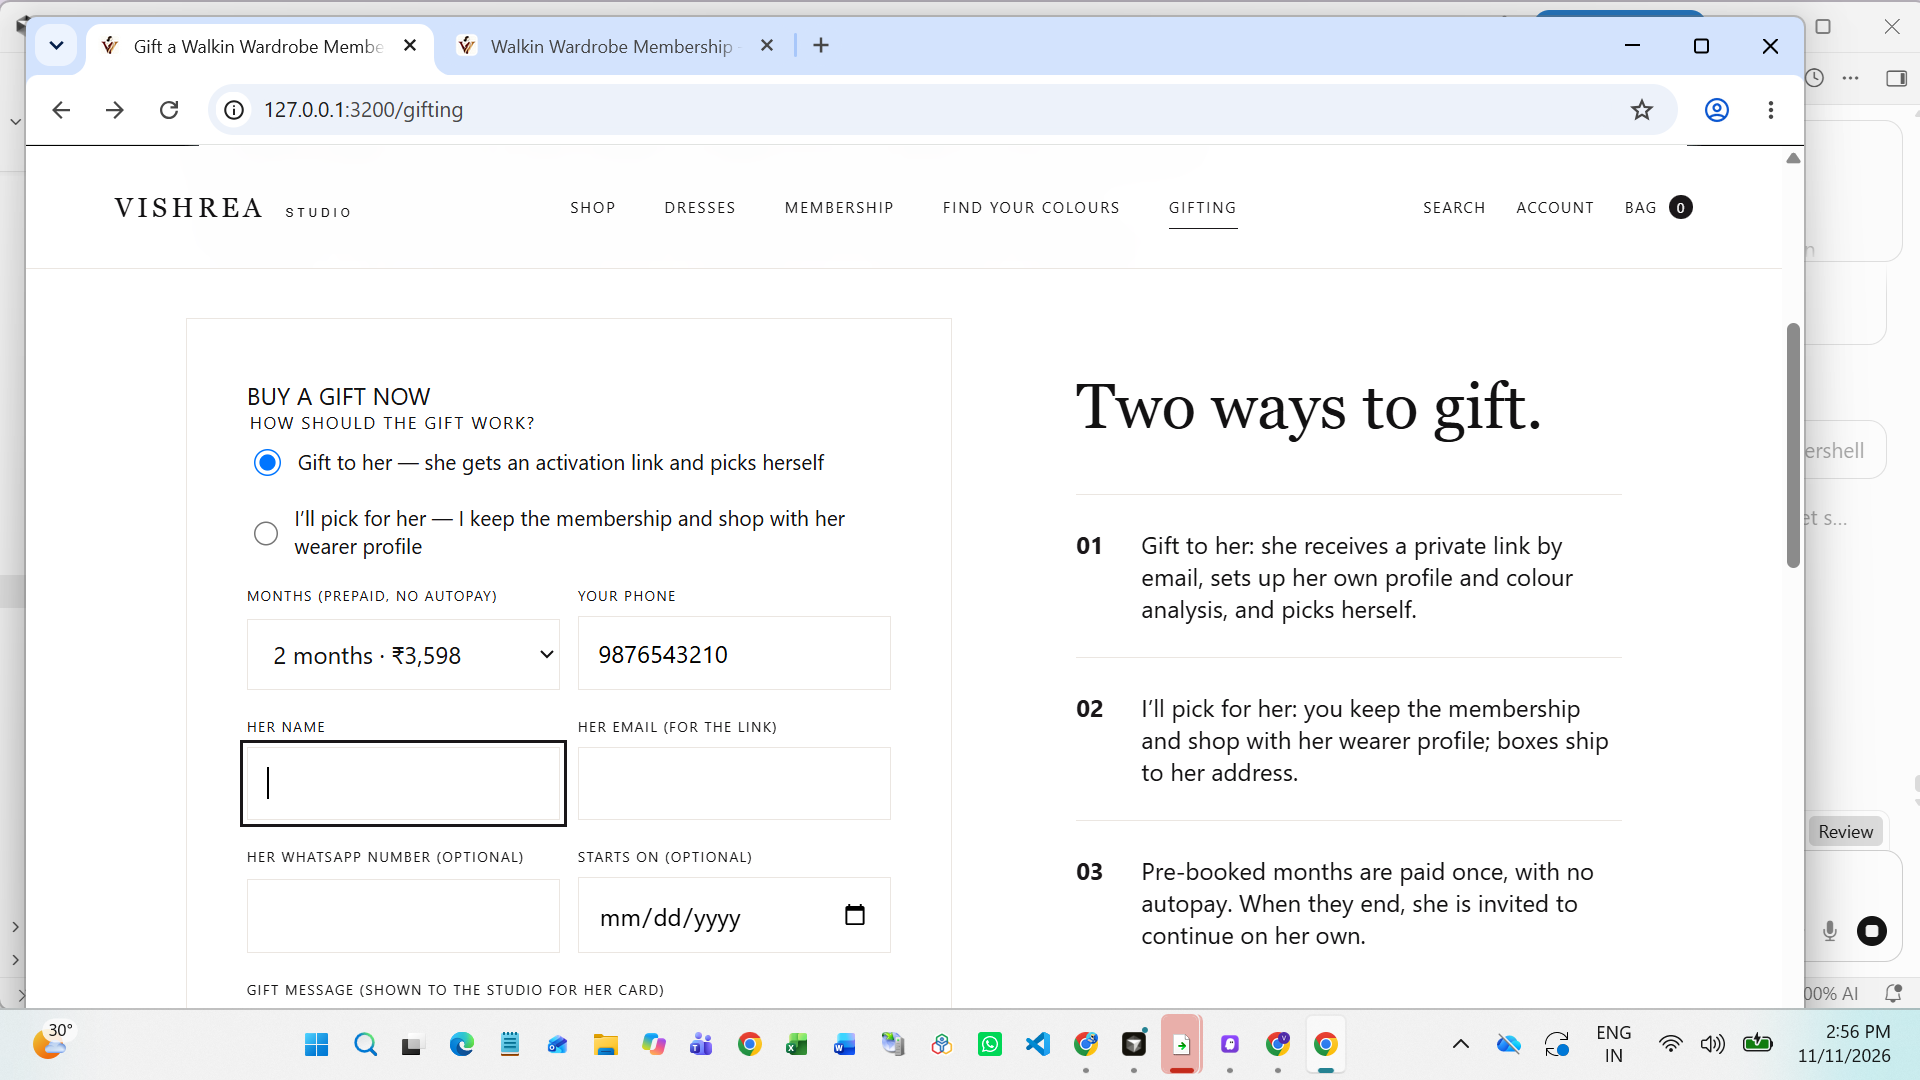 Gift a Walkin Wardrobe Membe
Walkin Wardrobe Membership
127.0.0.1:3200/gifting
VISHREA STUDIO
SHOP
DRESSES
MEMBERSHIP
FIND YOUR COLOURS
GIFTING
SEARCH
ACCOUNT
BAG 0
BUY A GIFT NOW
HOW SHOULD THE GIFT WORK?
Gift to her — she gets an activation link and picks herself
I’ll pick for her — I keep the membership and shop with her
wearer profile
MONTHS (PREPAID, NO AUTOPAY)
YOUR PHONE
2 months · ₹3,598
9876543210
HER NAME
HER EMAIL (FOR THE LINK)
HER WHATSAPP NUMBER (OPTIONAL)
STARTS ON (OPTIONAL)
mm/dd/yyyy
GIFT MESSAGE (SHOWN TO THE STUDIO FOR HER CARD)
Two ways to gift.
01
Gift to her: she receives a private link by
email, sets up her own profile and colour
analysis, and picks herself.
02
I’ll pick for her: you keep the membership
and shop with her wearer profile; boxes ship
to her address.
03
Pre-booked months are paid once, with no
autopay. When they end, she is invited to
continue on her own.
n
ershell
et s...
Review
00% AI
30°
ENG
IN
2:56 PM
11/11/2026